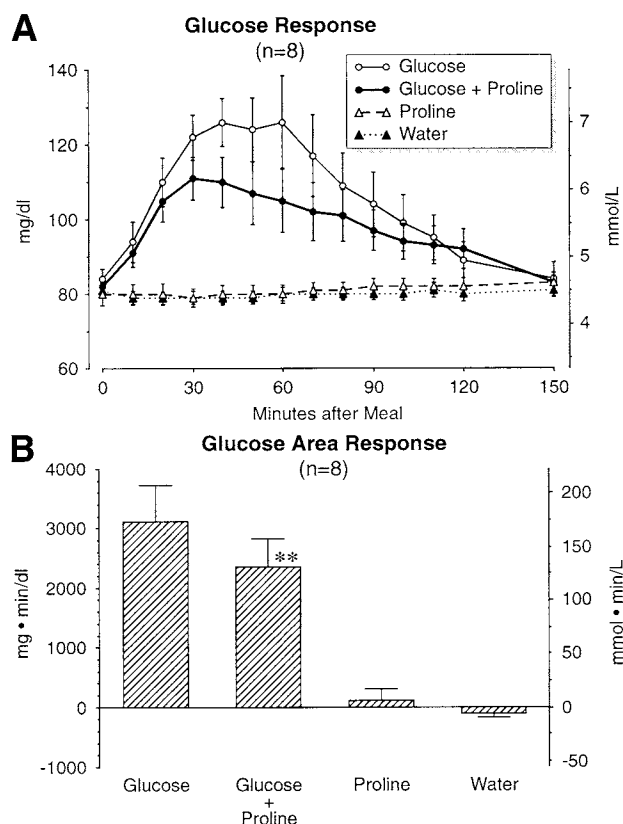 A
Glucose Response
(n=8)
Glucose
Glucose + Proline
Proline
Water
140
120
100
80
60
mg/dl
7
6
5
4
mmol/L
0 30 60 90 120 150
Minutes after Meal
B
Glucose Area Response
(n=8)
4000
3000
2000
1000
0
-1000
mg • min/dl
**
200
150
100
50
0
-50
mmol • min/L
Glucose Glucose Proline Water
+
Proline